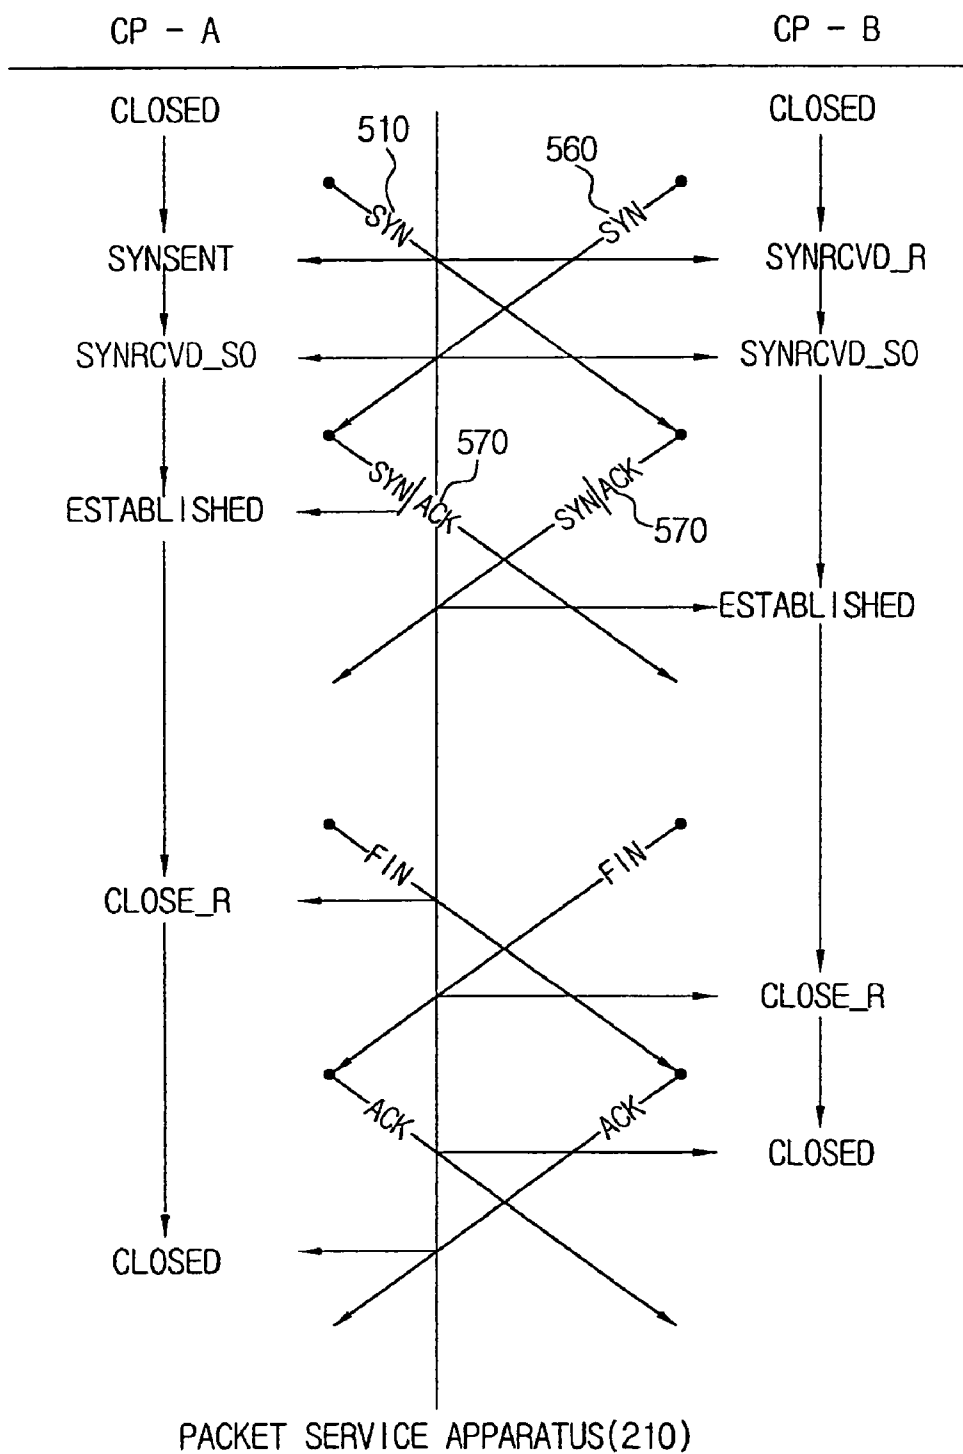 CP - A
CP - B
CLOSED
CLOSED
510
560
SYN
SYN
SYNSENT
SYNRCVD_R
SYNRCVD_SO
SYNRCVD_SO
570
SYN/ACK
SYN/ACK
ESTABLISHED
570
ESTABLISHED
FIN
FIN
CLOSE_R
CLOSE_R
ACK
ACK
CLOSED
CLOSED
PACKET SERVICE APPARATUS(210)